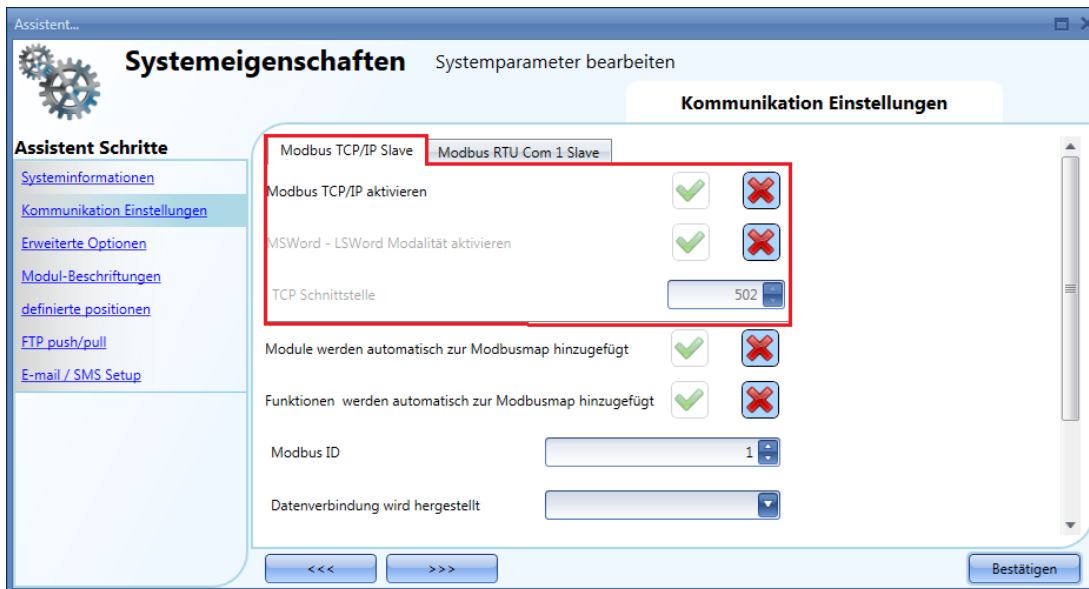 Assistent...
Systemeigenschaften Systemparameter bearbeiten
Kommunikation Einstellungen
Assistent Schritte
Systeminformationen
Kommunikation Einstellungen
Erweiterte Optionen
Modul-Beschriftungen
definierte positionen
FTP push/pull
E-mail / SMS Setup
Modbus TCP/IP Slave Modbus RTU Com 1 Slave
Modbus TCP/IP aktivieren
MSWord - LSWord Modalität aktivieren
TCP Schnittstelle 502
Module werden automatisch zur Modbusmap hinzugefügt
Funktionen werden automatisch zur Modbusmap hinzugefügt
Modbus ID 1
Datenverbindung wird hergestellt
<<< >>> Bestätigen